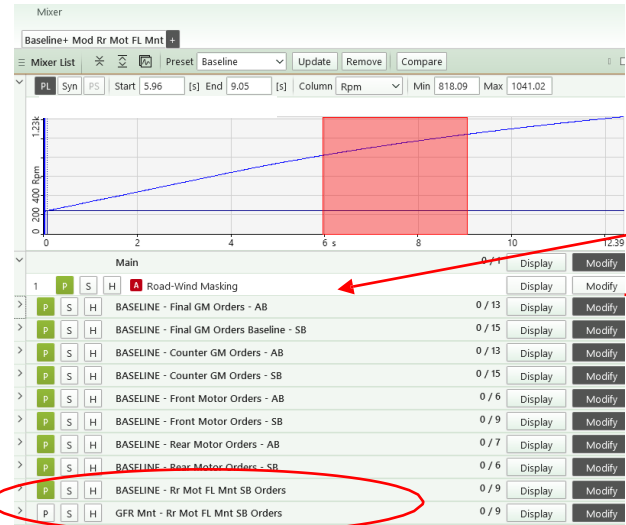 Mixer
Baseline+ Mod Rr Mot FL Mnt +
Mixer List Preset Baseline Update Remove Compare
PL Syn PS Start 5.96 [s] End 9.05 [s] Column Rpm Min 818.09 Max 1041.02
1.23k
Rpm
400
200
0
0 2 4 6 s 8 10 12.39
Main 0 / 1 Display Modify
1 P S H A Road-Wind Masking Display Modify
P S H BASELINE - Final GM Orders - AB 0 / 13 Display Modify
P S H BASELINE - Final GM Orders Baseline - SB 0 / 15 Display Modify
P S H BASELINE - Counter GM Orders - AB 0 / 13 Display Modify
P S H BASELINE - Counter GM Orders - SB 0 / 15 Display Modify
P S H BASELINE - Front Motor Orders - AB 0 / 6 Display Modify
P S H BASELINE - Front Motor Orders - SB 0 / 9 Display Modify
P S H BASELINE - Rear Motor Orders - AB 0 / 7 Display Modify
P S H BASELINE - Rear Motor Orders - SB 0 / 6 Display Modify
P S H BASELINE - Rr Mot FL Mnt SB Orders 0 / 9 Display Modify
P S H GFR Mnt - Rr Mot FL Mnt SB Orders 0 / 9 Display Modify